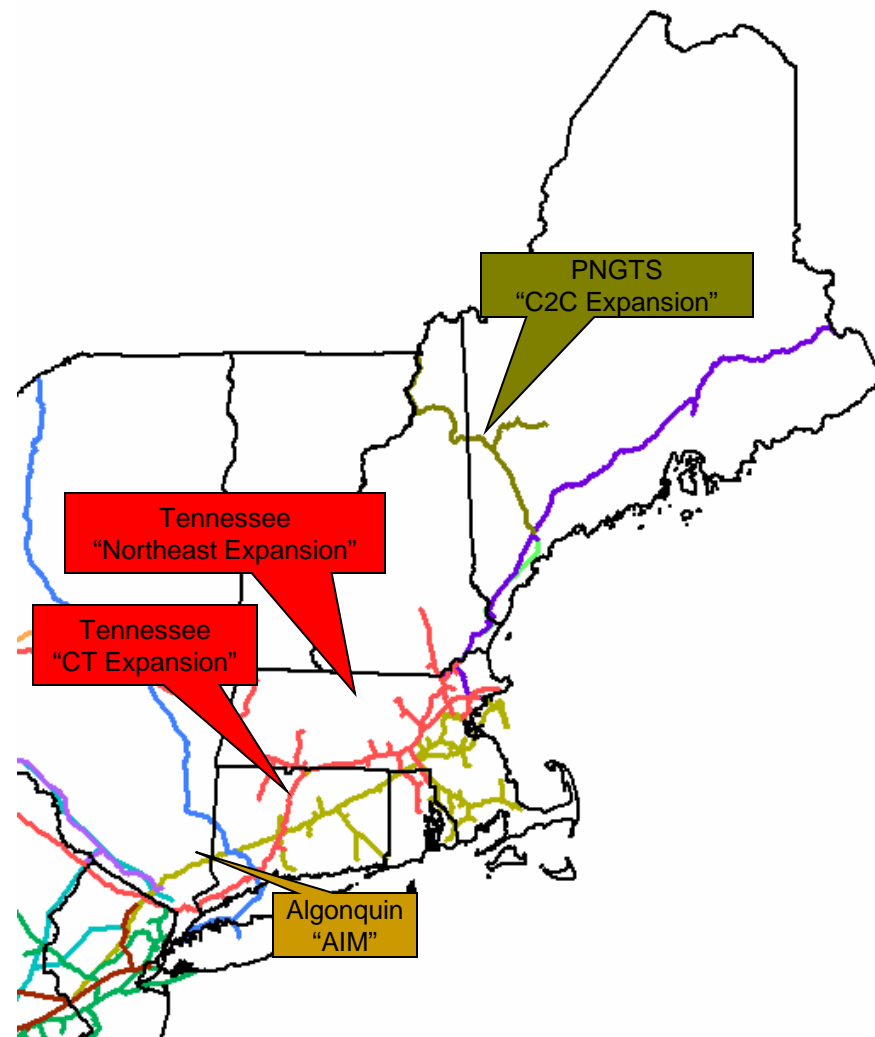 PNGTS
“C2C Expansion”
Tennessee
“Northeast Expansion”
Tennessee
“CT Expansion”
Algonquin
“AIM”